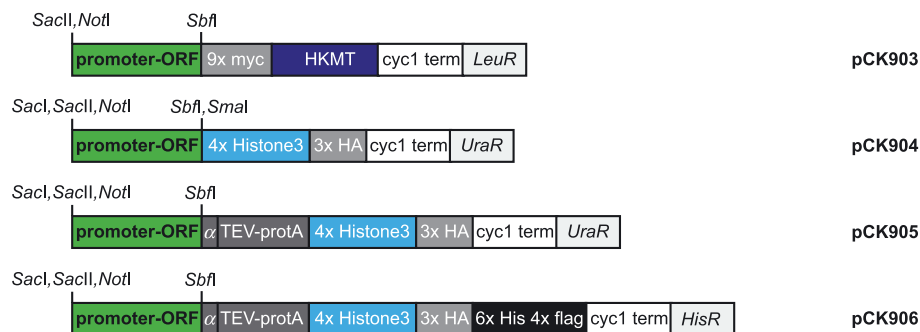 SacII,NotI SbfI
promoter-ORF 9x myc HKMT cyc1 term LeuR pCK903
SacI,SacII,NotI SbfI,SmaI
promoter-ORF 4x Histone3 3x HA cyc1 term UraR pCK904
SacI,SacII,NotI SbfI
promoter-ORF α TEV-protA 4x Histone3 3x HA cyc1 term UraR pCK905
SacI,SacII,NotI SbfI
promoter-ORF α TEV-protA 4x Histone3 3x HA 6x His 4x flag cyc1 term HisR pCK906